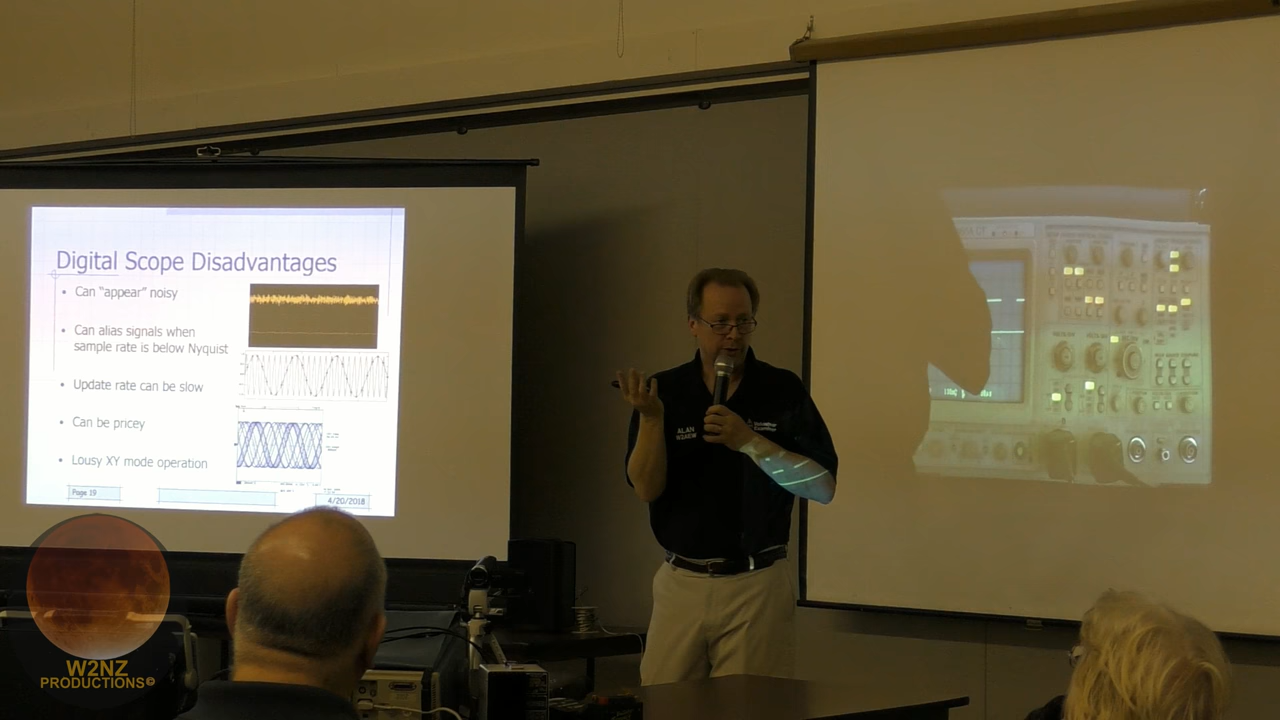 Digital Scope Disadvantages
• Can "appear" noisy
• Can alias signals when
sample rate is below Nyquist
• Update rate can be slow
• Can be pricey
• Lousy XY mode operation
Page 19
4/20/2018
ALAN
W2AEW
W2NZ
PRODUCTIONS©